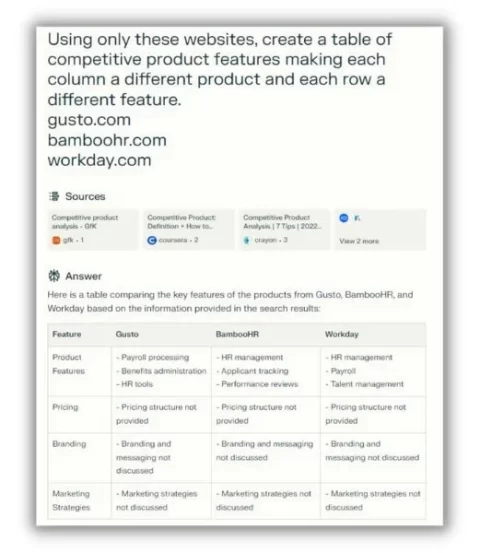 Using only these websites, create a table of
competitive product features making each
column a different product and each row a
different feature.
gusto.com
bamboohr.com
workday.com
Sources
Competitive product
analysis - GfK
gfk · 1
Competitive Product:
Definition + How to...
coursera · 2
Competitive Product
Analysis | 7 Tips | 2022...
crayon · 3
View 2 more
Answer
Here is a table comparing the key features of the products from Gusto, BambooHR, and
Workday based on the information provided in the search results:
Feature Gusto BambooHR Workday
Product - Payroll processing - HR management - HR management
Features - Benefits administration - Applicant tracking - Payroll
- HR tools - Performance reviews - Talent management
Pricing - Pricing structure not - Pricing structure not - Pricing structure not
provided provided provided
Branding - Branding and - Branding and messaging - Branding and
messaging not not discussed messaging not discussed
discussed
Marketing - Marketing strategies - Marketing strategies not - Marketing strategies not
Strategies not discussed discussed discussed